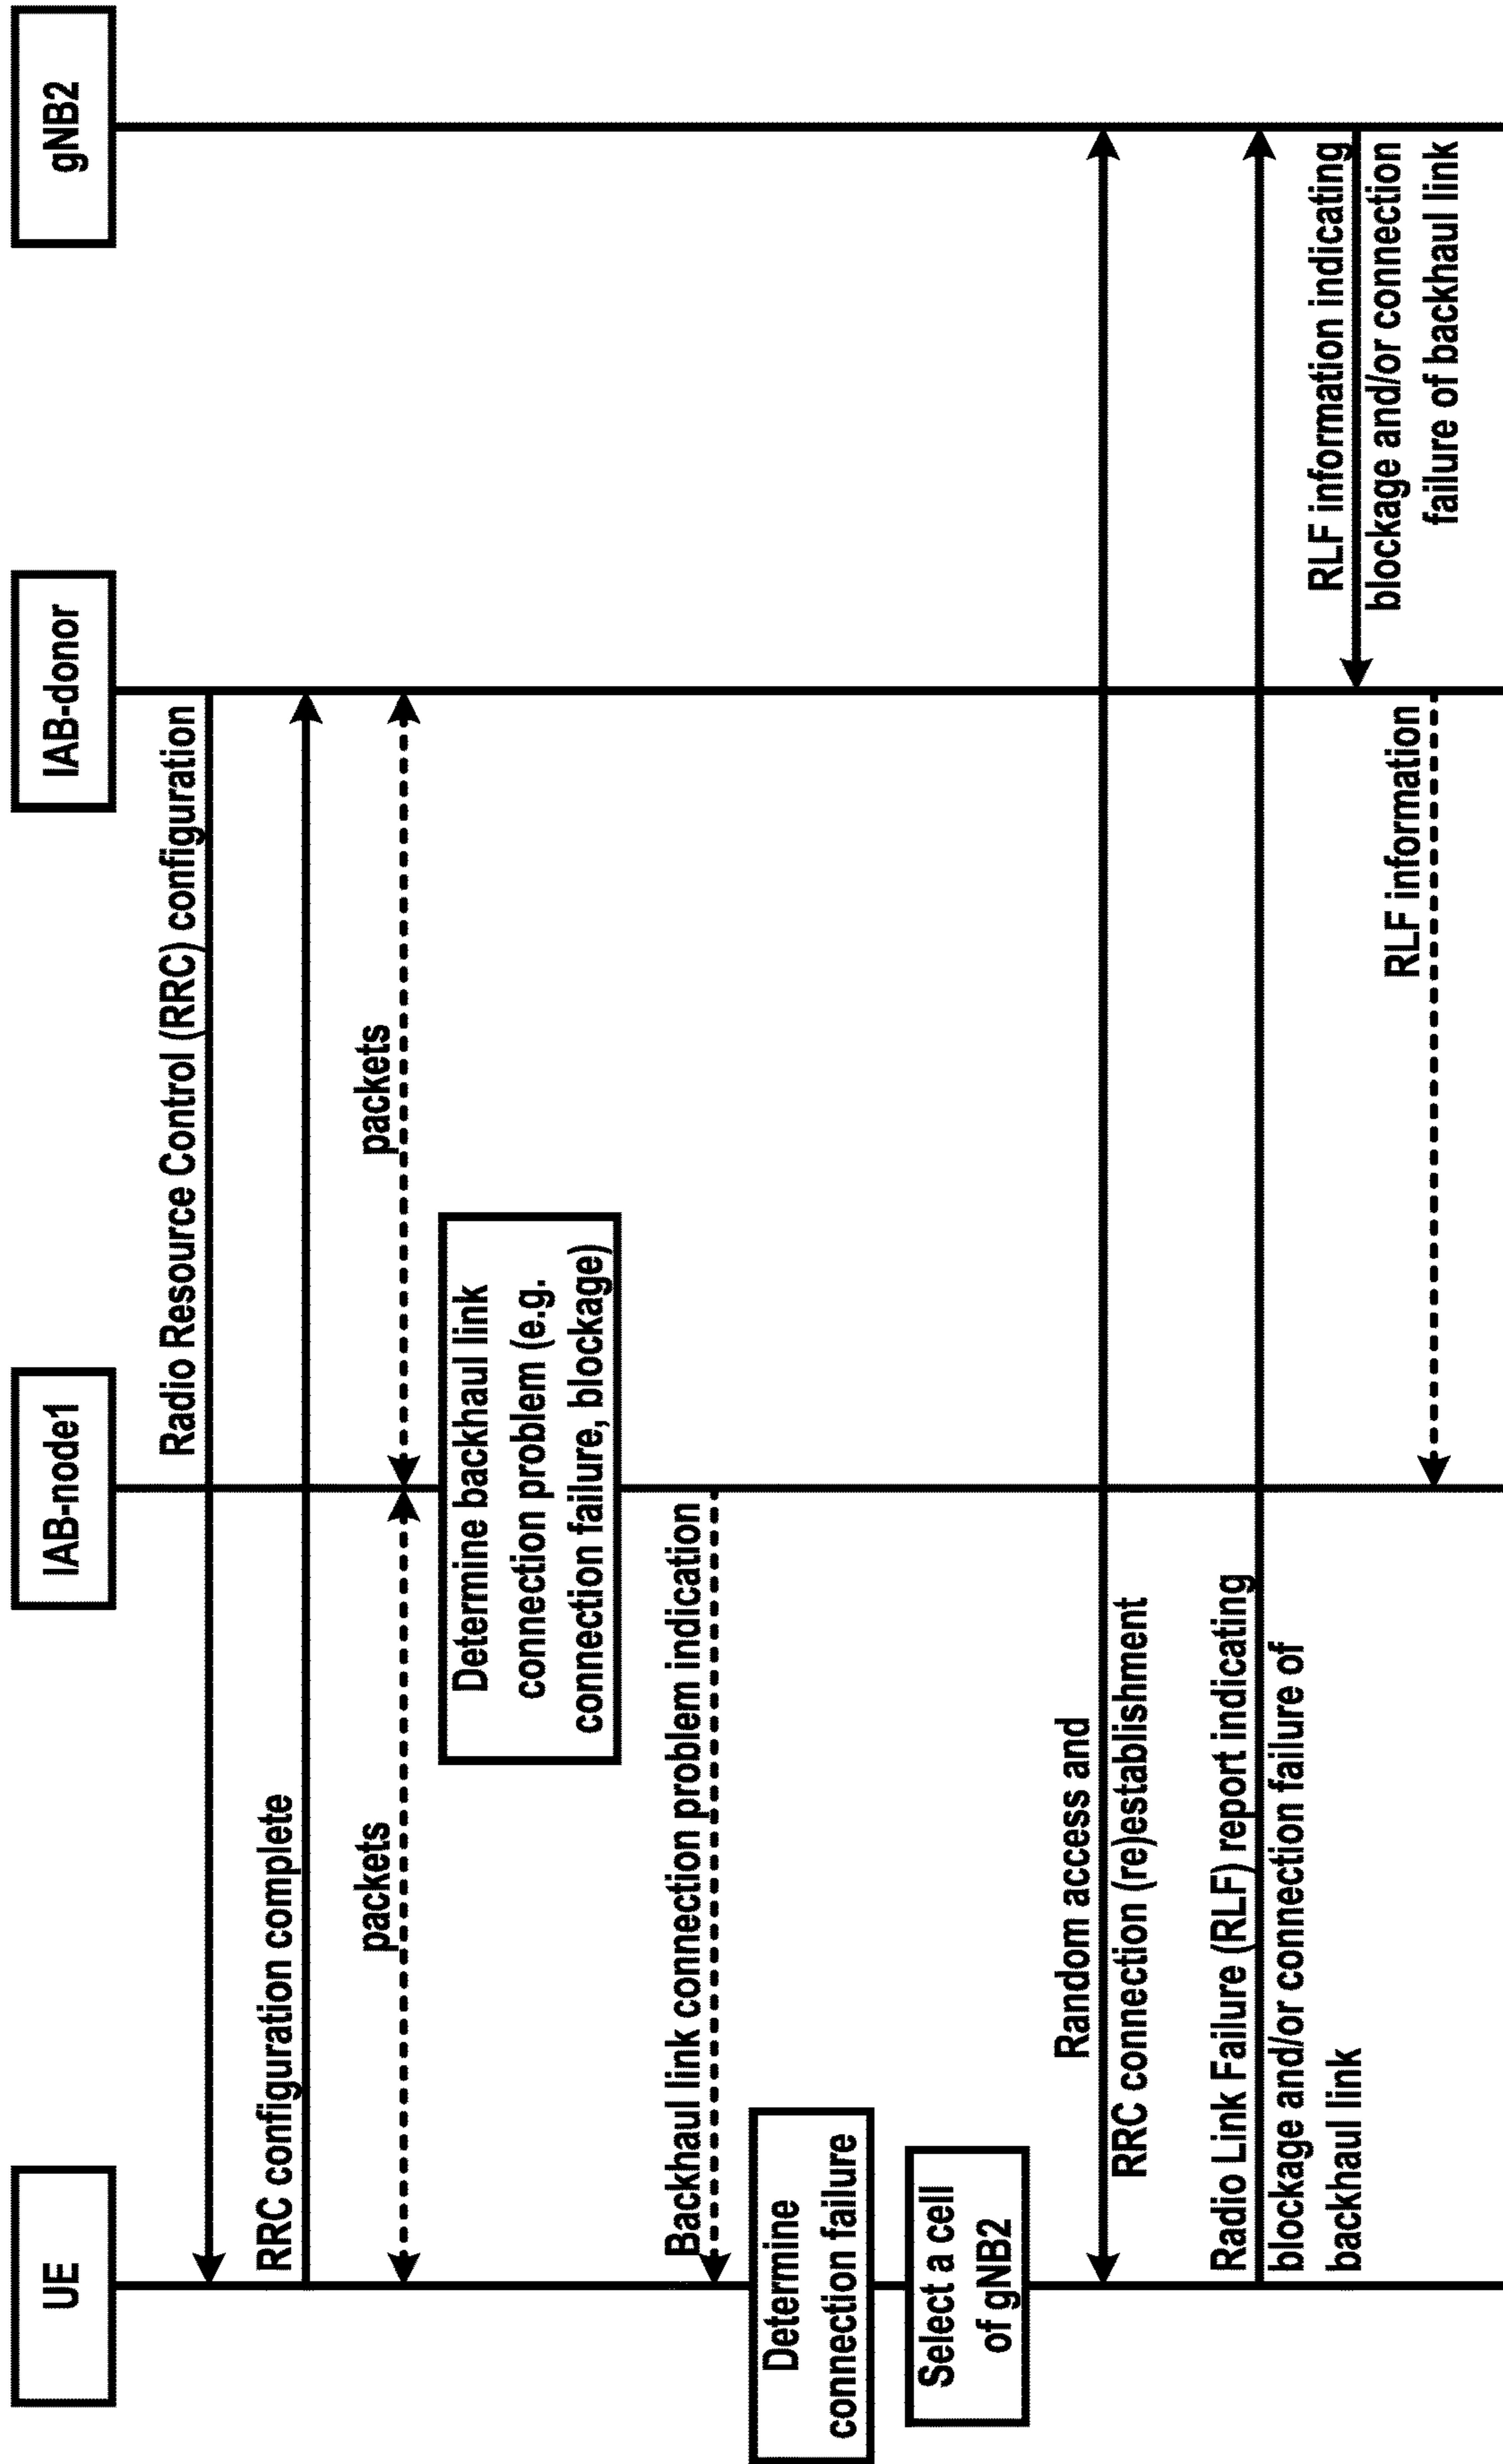 UE
IAB-node1
IAB-donor
gNB2
Radio Resource Control (RRC) configuration
RRC configuration complete
packets
packets
Determine backhaul link
connection problem (e.g.
connection failure, blockage)
Backhaul link connection problem indication
Determine
connection failure
Select a cell
of gNB2
Random access and
RRC connection (re)establishment
Radio Link Failure (RLF) report indicating
blockage and/or connection failure of
backhaul link
RLF information indicating
blockage and/or connection
failure of backhaul link
RLF information